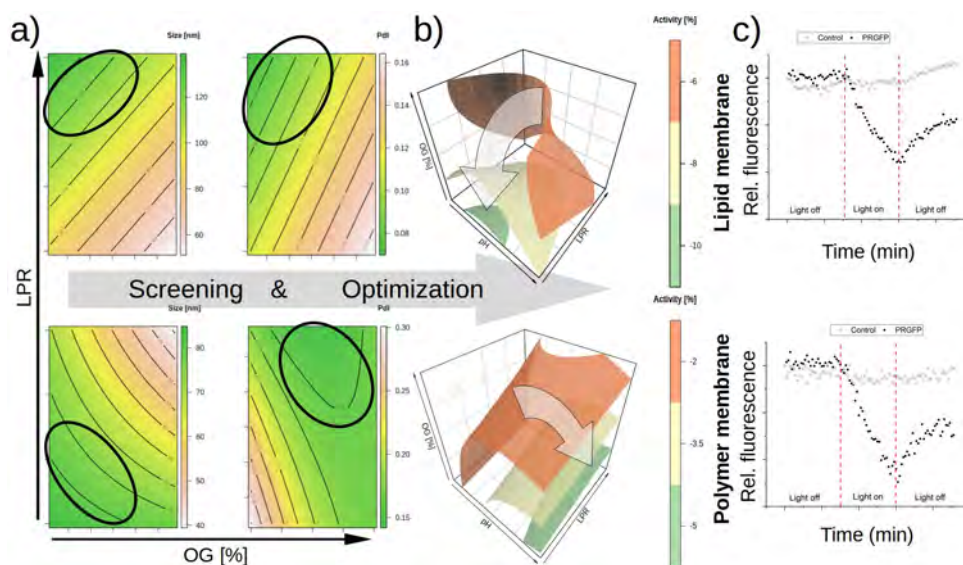 a)
b)
c)
Size [nm]
120
100
80
60
PdI
0.16
0.14
0.12
0.10
0.08
LPR
Screening & Optimization
Size [nm]
80
70
60
50
40
PdI
0.30
0.25
0.20
0.15
OG [%]
Activity [%]
-6
-8
-10
OG [%]
pH
LPR
Activity [%]
-2
-3.5
-5
OG [%]
pH
LPR
Lipid membrane
Rel. fluorescence
Control PRGFP
Light off Light on Light off
Time (min)
Polymer membrane
Rel. fluorescence
Control PRGFP
Light off Light on Light off
Time (min)